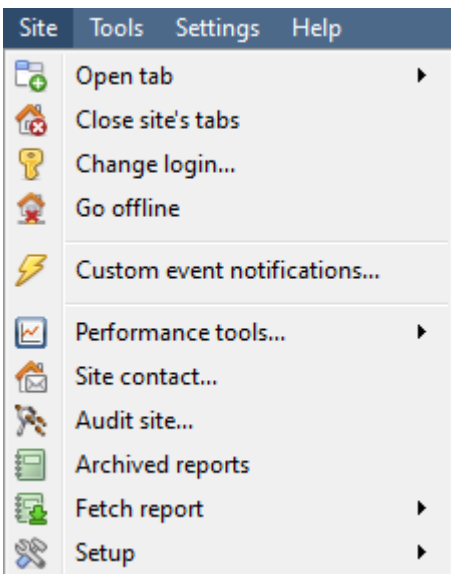 Site Tools Settings Help
Open tab
Close site's tabs
Change login...
Go offline
Custom event notifications...
Performance tools...
Site contact...
Audit site...
Archived reports
Fetch report
Setup